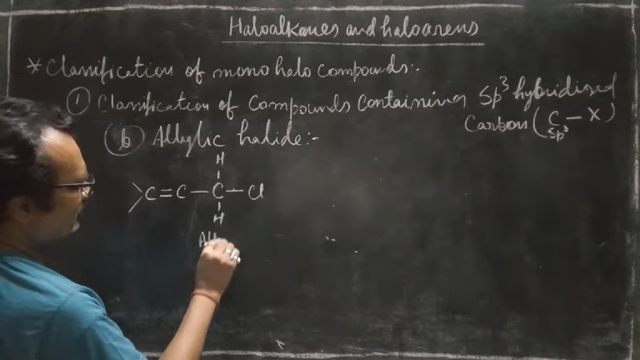 Haloalkanes and haloarens
* Classification of mono halo compounds:-
① Classification of Compounds Containing Sp³ hybridised
Carbon (C – X)
Sp³
ⓑ Allylic halide:-
H
>C=C–C–Cl
H
All